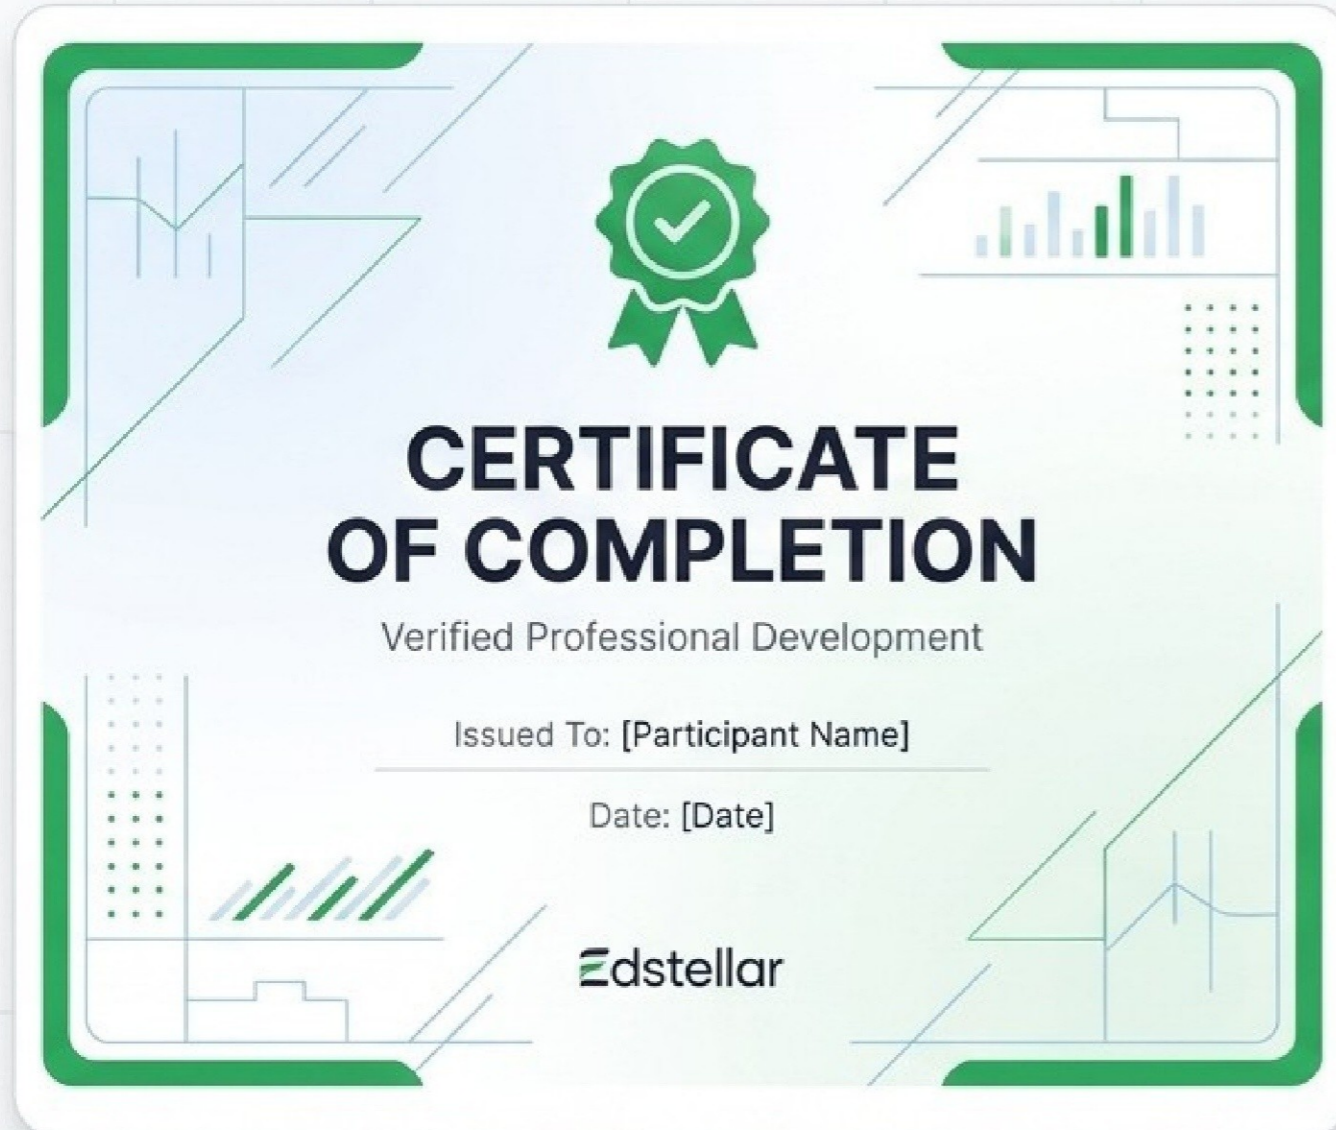 CERTIFICATE
OF COMPLETION
Verified Professional Development
Issued To: [Participant Name]
Date: [Date]
Edstellar